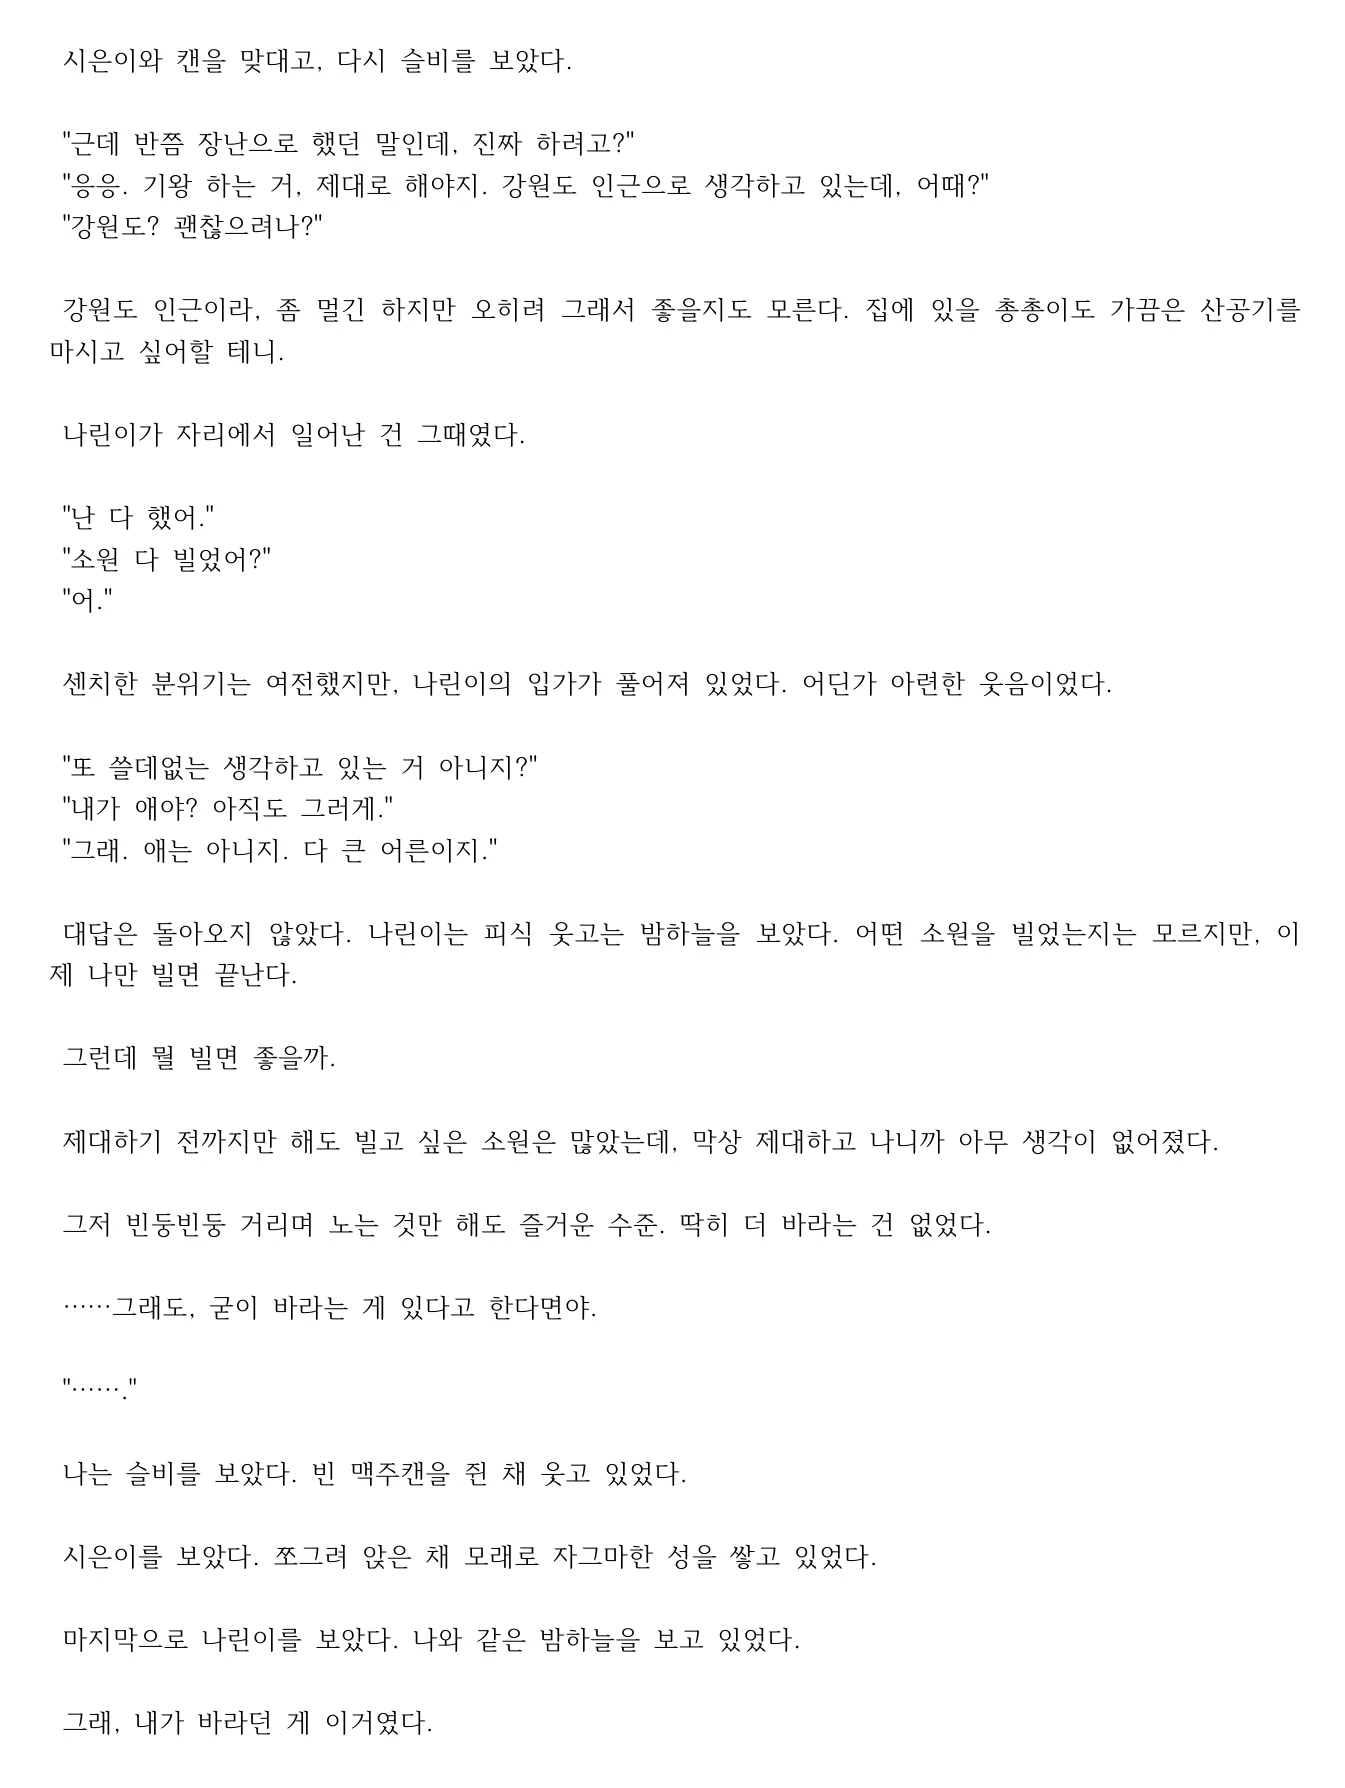 시은이와 캔을 맞대고, 다시 슬비를 보았다.
"근데 반쯤 장난으로 했던 말인데, 진짜 하려고?"
"응응. 기왕 하는 거, 제대로 해야지. 강원도 인근으로 생각하고 있는데, 어때?"
"강원도? 괜찮으려나?"
강원도 인근이라, 좀 멀긴 하지만 오히려 그래서 좋을지도 모른다. 집에 있을 총총이도 가끔은 산공기를
마시고 싶어할 테니.
나린이가 자리에서 일어난 건 그때였다.
"난 다 했어."
"소원 다 빌었어?"
"어."
센치한 분위기는 여전했지만, 나린이의 입가가 풀어져 있었다. 어딘가 아련한 웃음이었다.
"또 쓸데없는 생각하고 있는 거 아니지?"
"내가 애야? 아직도 그러게."
"그래. 애는 아니지. 다 큰 어른이지."
대답은 돌아오지 않았다. 나린이는 피식 웃고는 밤하늘을 보았다. 어떤 소원을 빌었는지는 모르지만, 이
제 나만 빌면 끝난다.
그런데 뭘 빌면 좋을까.
제대하기 전까지만 해도 빌고 싶은 소원은 많았는데, 막상 제대하고 나니까 아무 생각이 없어졌다.
그저 빈둥빈둥 거리며 노는 것만 해도 즐거운 수준. 딱히 더 바라는 건 없었다.
……그래도, 굳이 바라는 게 있다고 한다면야.
"……."
나는 슬비를 보았다. 빈 맥주캔을 쥔 채 웃고 있었다.
시은이를 보았다. 쪼그려 앉은 채 모래로 자그마한 성을 쌓고 있었다.
마지막으로 나린이를 보았다. 나와 같은 밤하늘을 보고 있었다.
그래, 내가 바라던 게 이거였다.